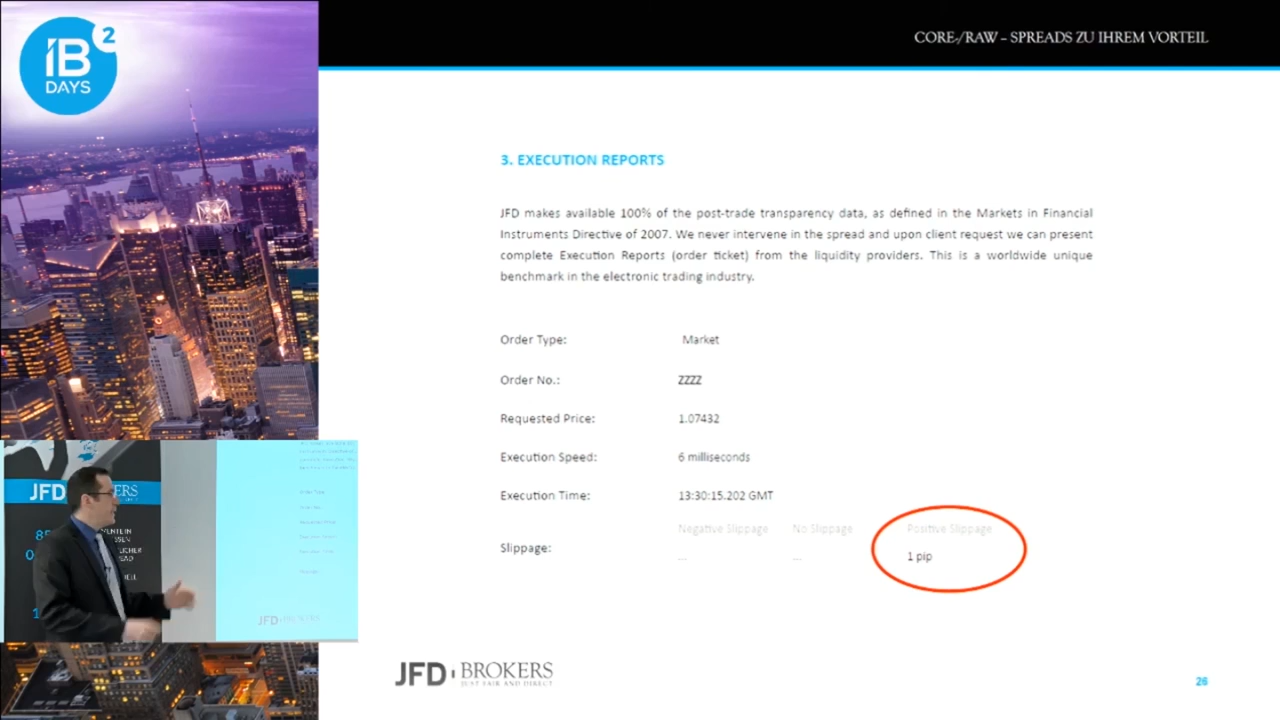 IB 2
DAYS
CORE-/RAW – SPREADS ZU IHREM VORTEIL
3. EXECUTION REPORTS
JFD makes available 100% of the post-trade transparency data, as defined in the Markets in Financial
Instruments Directive of 2007. We never intervene in the spread and upon client request we can present
complete Execution Reports (order ticket) from the liquidity providers. This is a worldwide unique
benchmark in the electronic trading industry.
Order Type: Market
Order No.: ZZZZ
Requested Price: 1.07432
Execution Speed: 6 milliseconds
Execution Time: 13:30:15.202 GMT
Negative Slippage No Slippage Positive Slippage
Slippage: ... ... 1 pip
JFD
JFD BROKERS
JFD BROKERS
JUST FAIR AND DIRECT
26